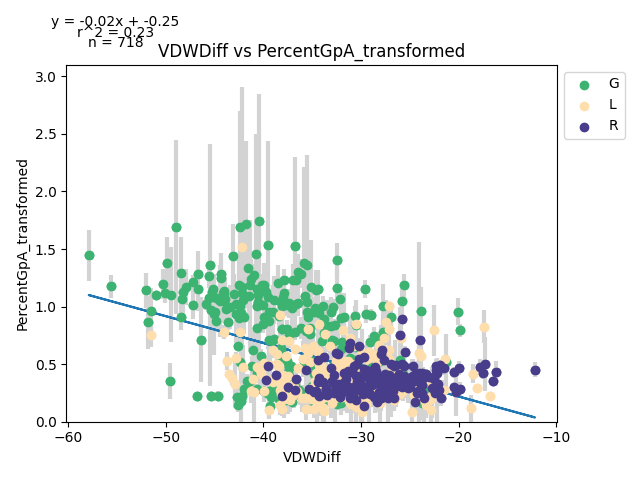 y = -0.02x + -0.25
r^2 = 0.23
n = 718
VDWDiff vs PercentGpA_transformed
G
L
R
PercentGpA_transformed
3.0
2.5
2.0
1.5
1.0
0.5
0.0
−60
−50
−40
−30
−20
−10
VDWDiff